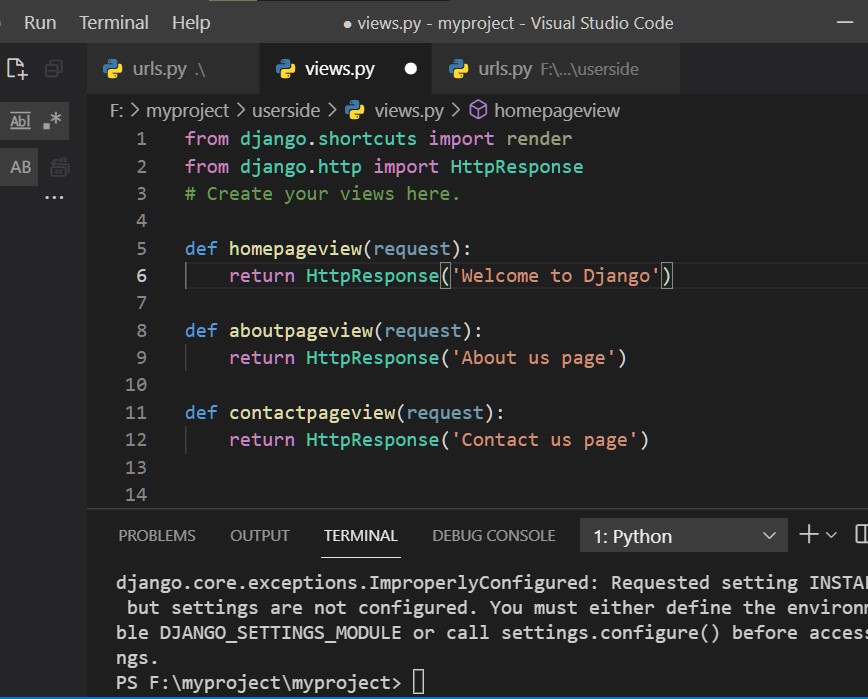 Run Terminal Help ● views.py - myproject - Visual Studio Code
urls.py .\ views.py ● urls.py F:\...\userside
F: > myproject > userside > views.py > homepageview
Abl .*
AB
...
1 from django.shortcuts import render
2 from django.http import HttpResponse
3 # Create your views here.
4
5 def homepageview(request):
6     return HttpResponse('Welcome to Django')
7
8 def aboutpageview(request):
9     return HttpResponse('About us page')
10
11 def contactpageview(request):
12     return HttpResponse('Contact us page')
13
14
PROBLEMS OUTPUT TERMINAL DEBUG CONSOLE 1: Python
django.core.exceptions.ImproperlyConfigured: Requested setting INSTAL
but settings are not configured. You must either define the environm
ble DJANGO_SETTINGS_MODULE or call settings.configure() before access
ngs.
PS F:\myproject\myproject>